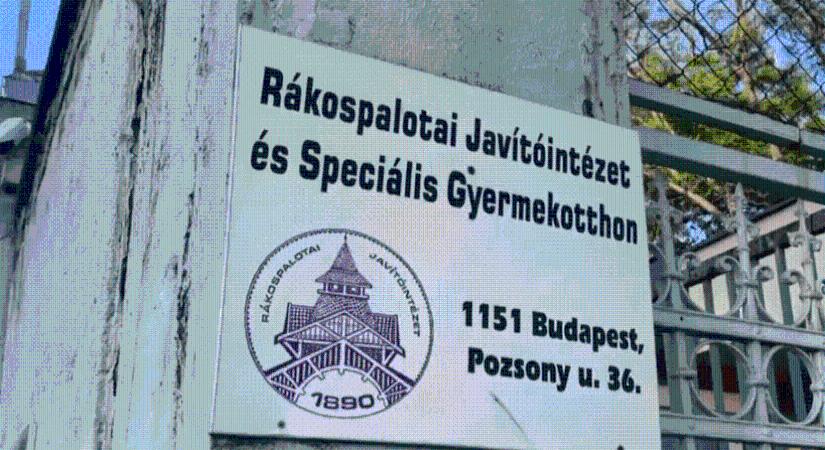 Rákospalotai Javítóintézet
és Speciális Gyermekotthon
RÁKOSPALOTAI JAVÍTÓINTÉZET
1890
1151 Budapest,
Pozsony u. 36.